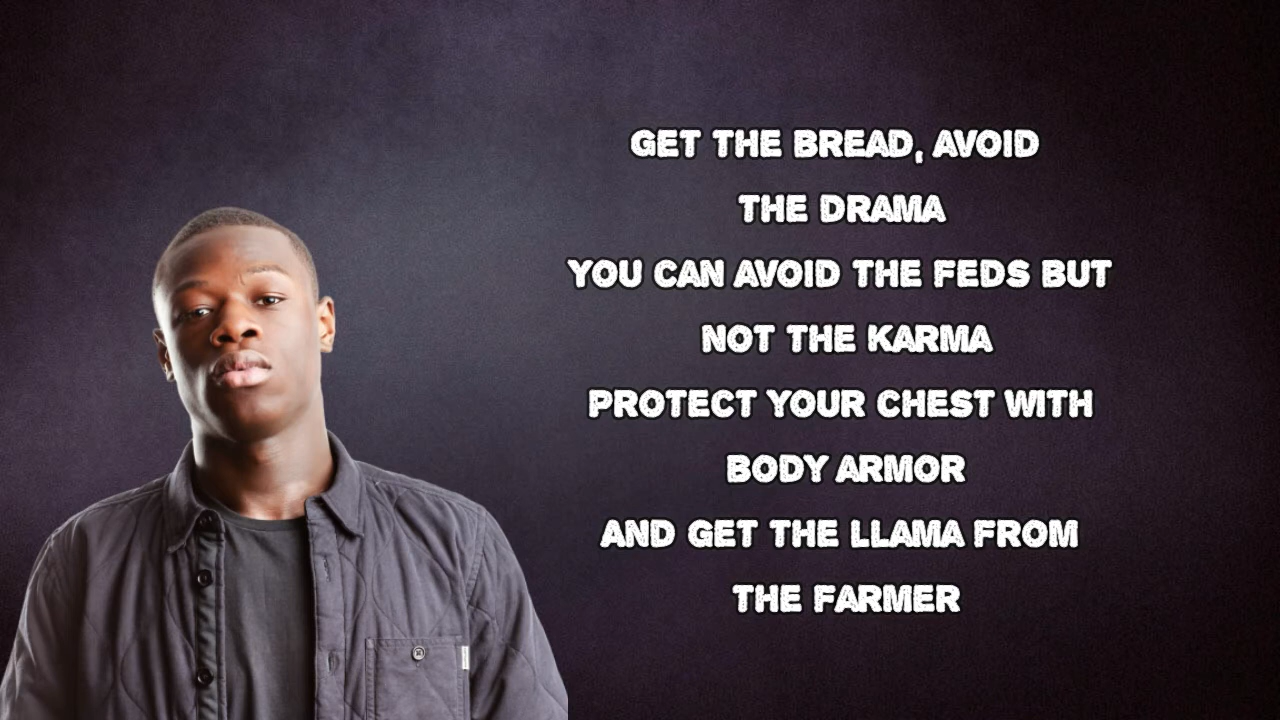 GET THE BREAD, AVOID
THE DRAMA
YOU CAN AVOID THE FEDS BUT
NOT THE KARMA
PROTECT YOUR CHEST WITH
BODY ARMOR
AND GET THE LLAMA FROM
THE FARMER